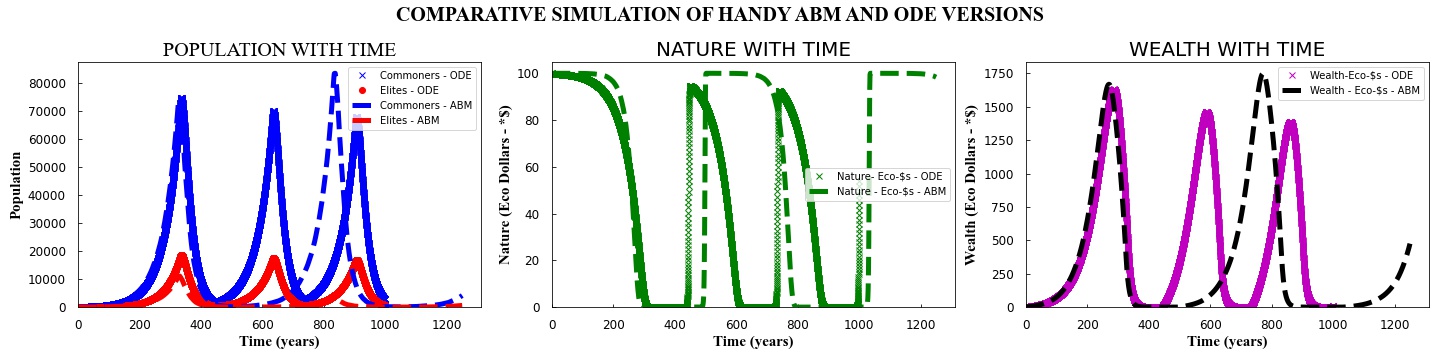 COMPARATIVE SIMULATION OF HANDY ABM AND ODE VERSIONS
POPULATION WITH TIME
Population
80000
70000
60000
50000
40000
30000
20000
10000
0
0 200 400 600 800 1000 1200
Time (years)
Commoners - ODE
Elites - ODE
Commoners - ABM
Elites - ABM
NATURE WITH TIME
Nature (Eco Dollars - *$)
100
80
60
40
20
0
0 200 400 600 800 1000 1200
Time (years)
Nature- Eco-$s - ODE
Nature - Eco-$s - ABM
WEALTH WITH TIME
Wealth (Eco Dollars - *$)
1750
1500
1250
1000
750
500
250
0
0 200 400 600 800 1000 1200
Time (years)
Wealth-Eco-$s - ODE
Wealth - Eco-$s - ABM